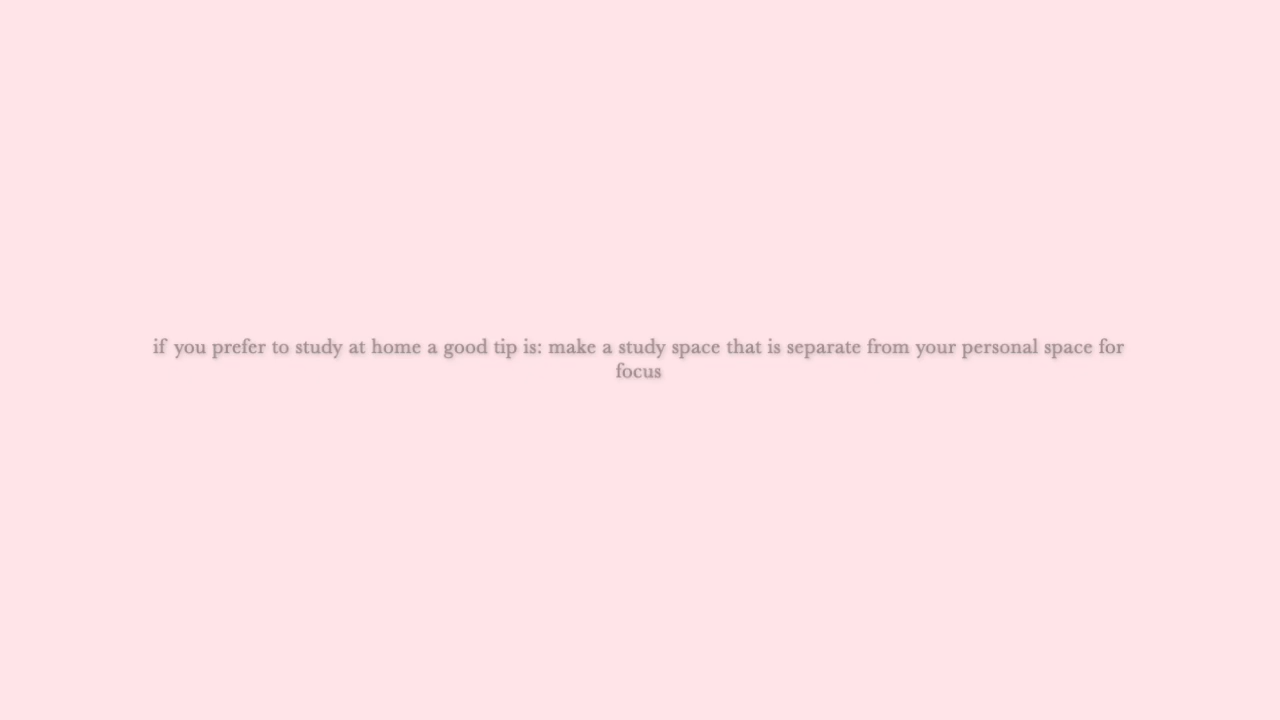 if you prefer to study at home a good tip is: make a study space that is separate from your personal space for
focus